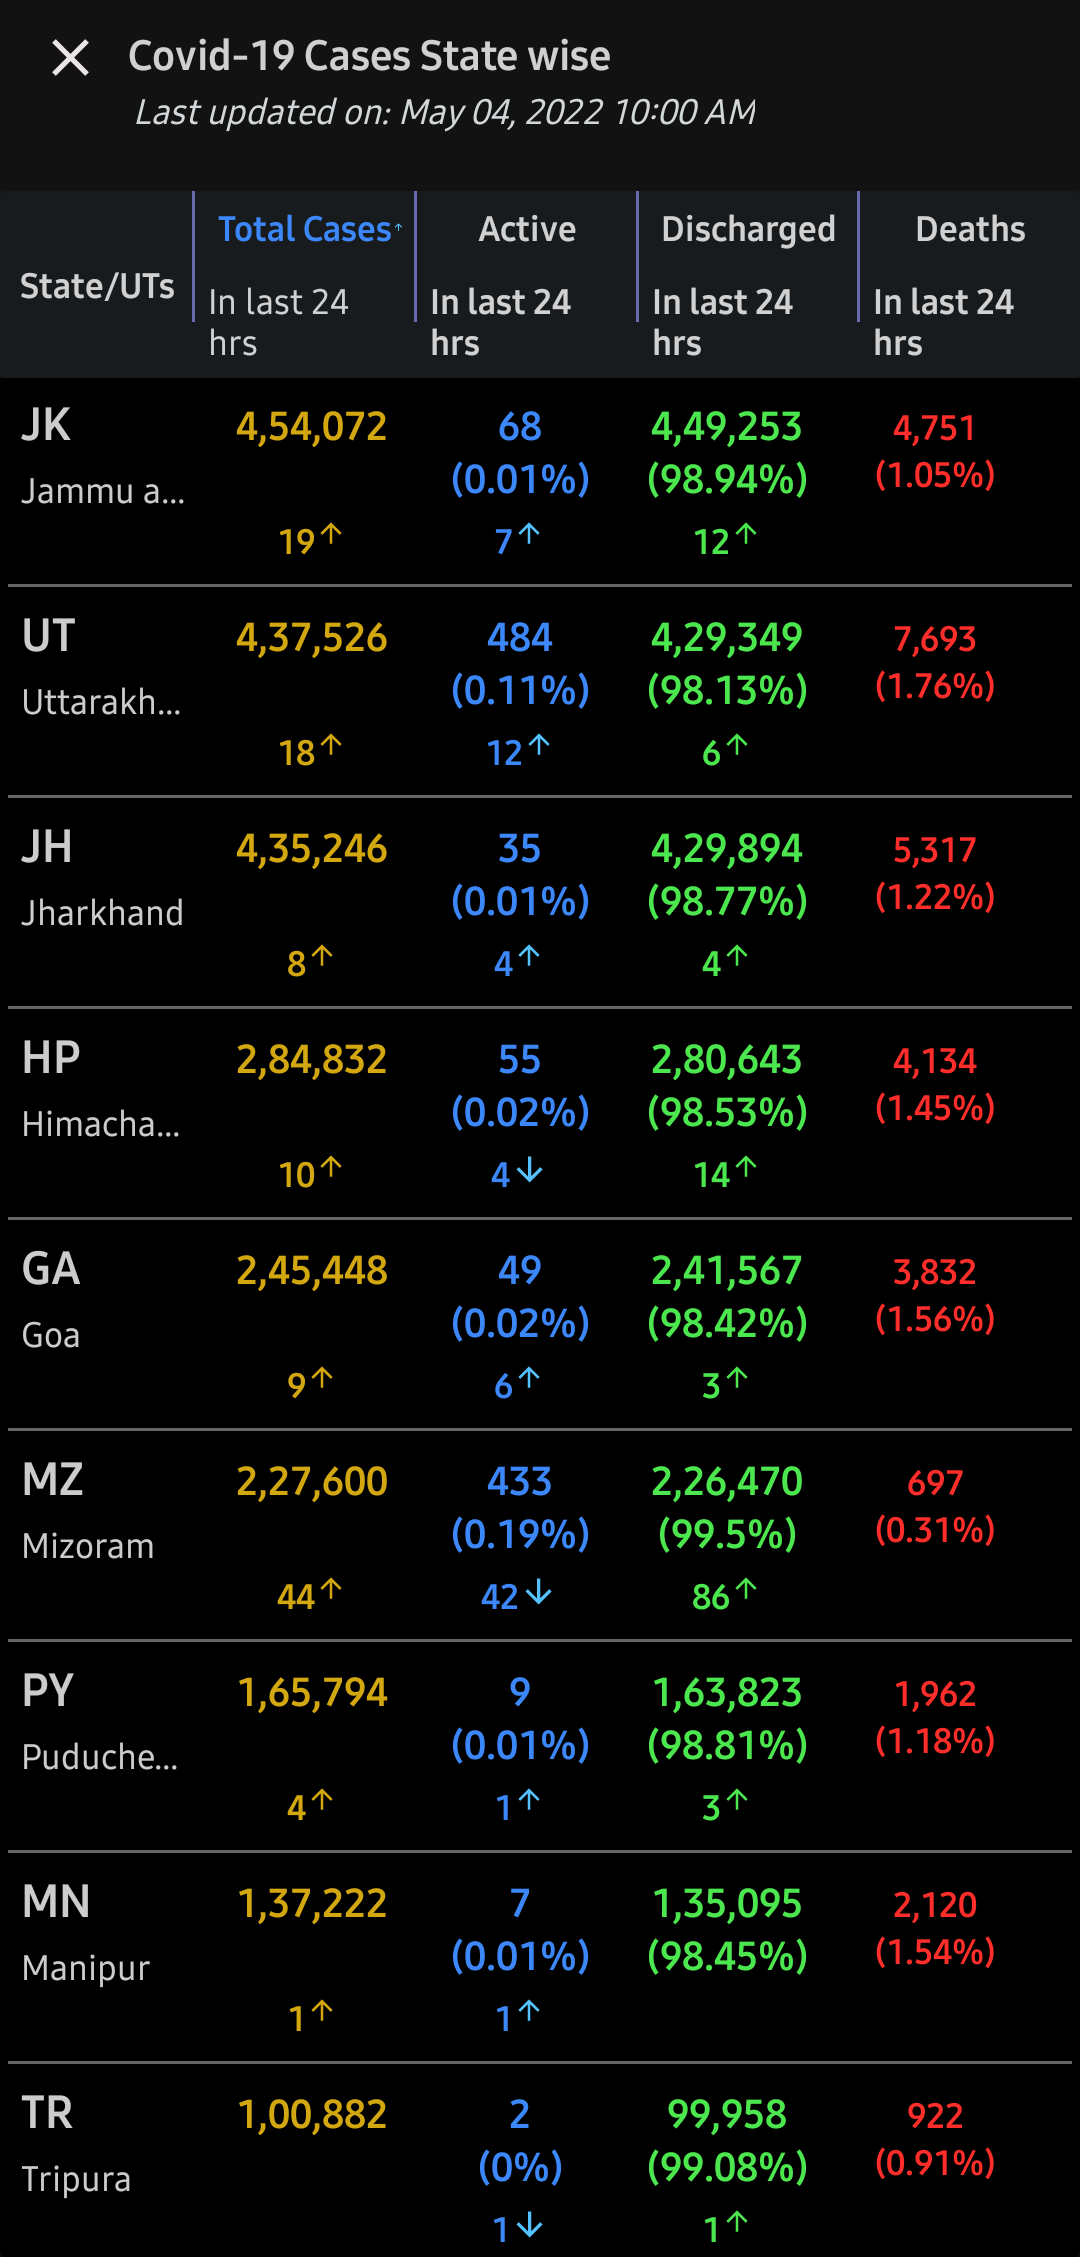 Covid-19 Cases State wise
Last updated on: May 04, 2022 10:00 AM
State/UTs
Total Cases↑
In last 24
hrs
Active
In last 24
hrs
Discharged
In last 24
hrs
Deaths
In last 24
hrs
JK 4,54,072 68 4,49,253 4,751
Jammu a... (0.01%) (98.94%) (1.05%)
19↑ 7↑ 12↑
UT 4,37,526 484 4,29,349 7,693
Uttarakh... (0.11%) (98.13%) (1.76%)
18↑ 12↑ 6↑
JH 4,35,246 35 4,29,894 5,317
Jharkhand (0.01%) (98.77%) (1.22%)
8↑ 4↑ 4↑
HP 2,84,832 55 2,80,643 4,134
Himacha... (0.02%) (98.53%) (1.45%)
10↑ 4↓ 14↑
GA 2,45,448 49 2,41,567 3,832
Goa (0.02%) (98.42%) (1.56%)
9↑ 6↑ 3↑
MZ 2,27,600 433 2,26,470 697
Mizoram (0.19%) (99.5%) (0.31%)
44↑ 42↓ 86↑
PY 1,65,794 9 1,63,823 1,962
Puduche... (0.01%) (98.81%) (1.18%)
4↑ 1↑ 3↑
MN 1,37,222 7 1,35,095 2,120
Manipur (0.01%) (98.45%) (1.54%)
1↑ 1↑
TR 1,00,882 2 99,958 922
Tripura (0%) (99.08%) (0.91%)
1↓ 1↑